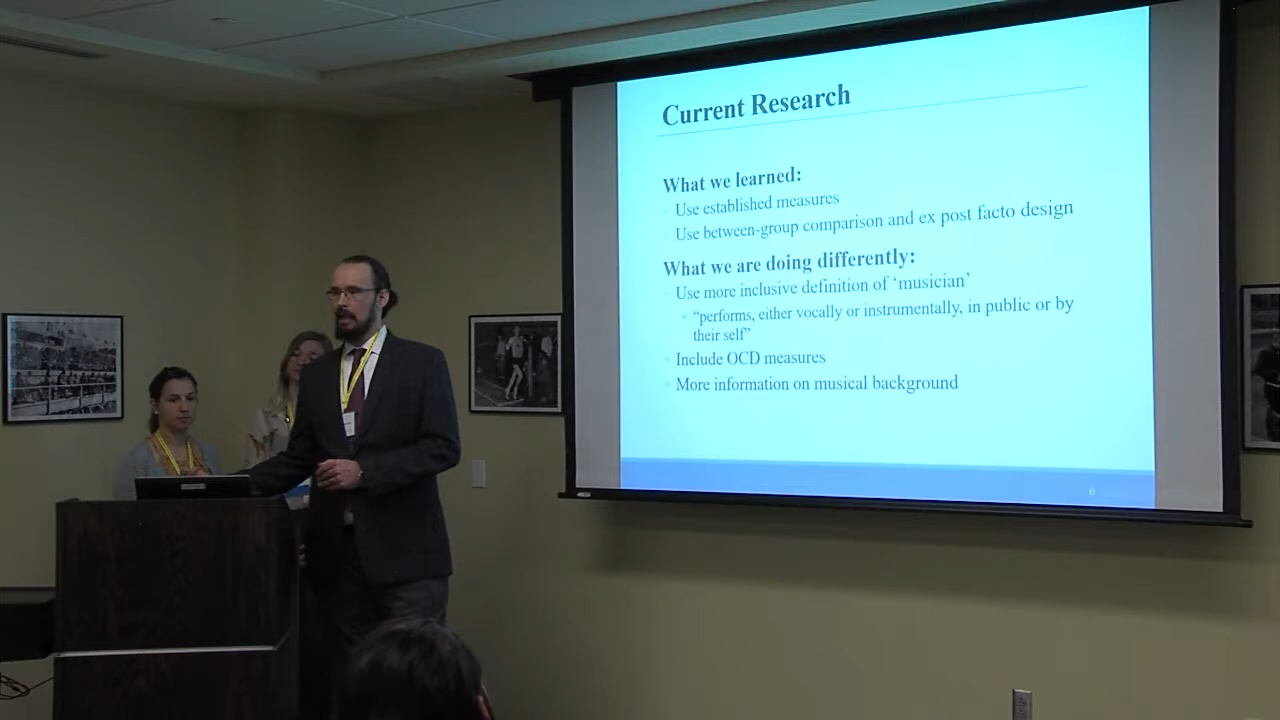 Current Research
What we learned:
Use established measures
Use between-group comparison and ex post facto design
What we are doing differently:
Use more inclusive definition of ‘musician’
“performs, either vocally or instrumentally, in public or by
their self”
Include OCD measures
More information on musical background
6